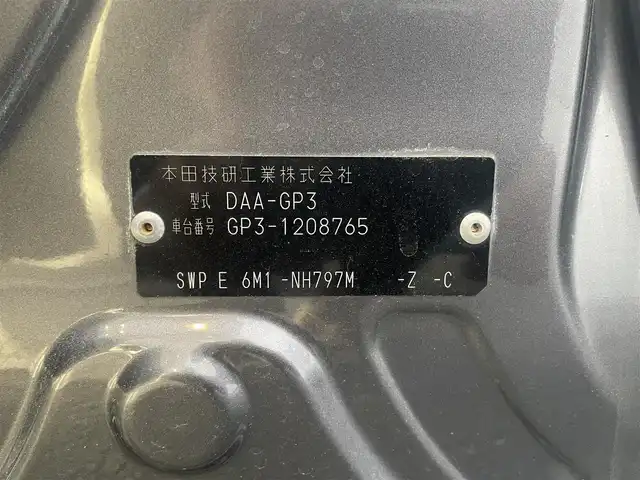 本田技研工業株式会社
型式 DAA-GP3
車台番号 GP3-1208765
SWP E 6M1 -NH797M -Z -C